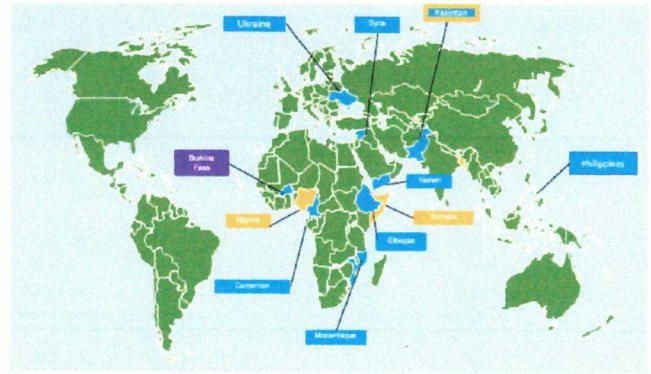 Ukraine
Syria
Pakistan
Burkina
Faso
Philippines
Yemen
Nigeria
Somalia
Ethiopia
Cameroon
Mozambique